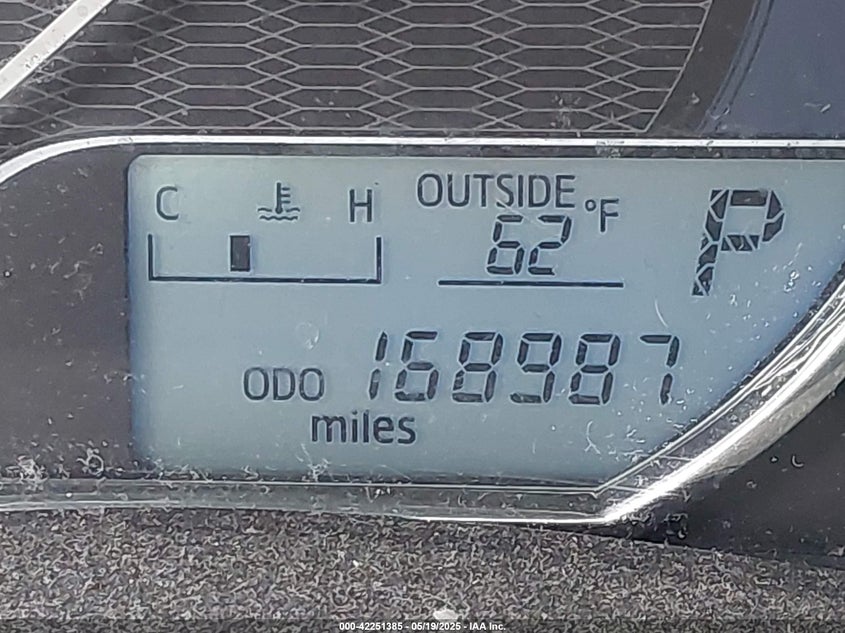 C H OUTSIDE °F P
62
ODO 168987
miles
000-42251385 - 05/19/2025 - IAA Inc.